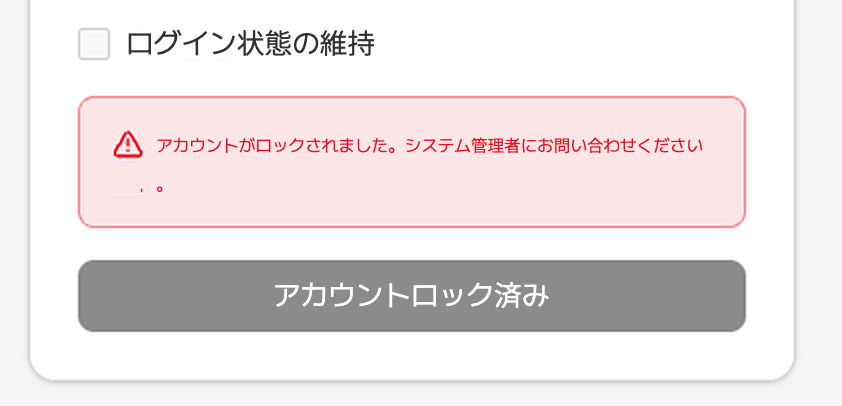 ログイン状態の維持
アカウントがロックされました。システム管理者にお問い合わせください
。
アカウントロック済み